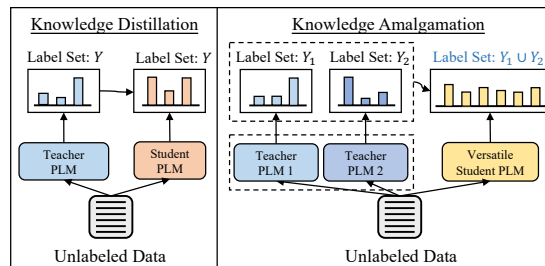 Knowledge Distillation
Label Set: Y
Label Set: Y
Teacher
PLM
Student
PLM
Unlabeled Data
Knowledge Amalgamation
Label Set: Y₁
Label Set: Y₂
Label Set: Y₁ ∪ Y₂
Teacher
PLM 1
Teacher
PLM 2
Versatile
Student PLM
Unlabeled Data